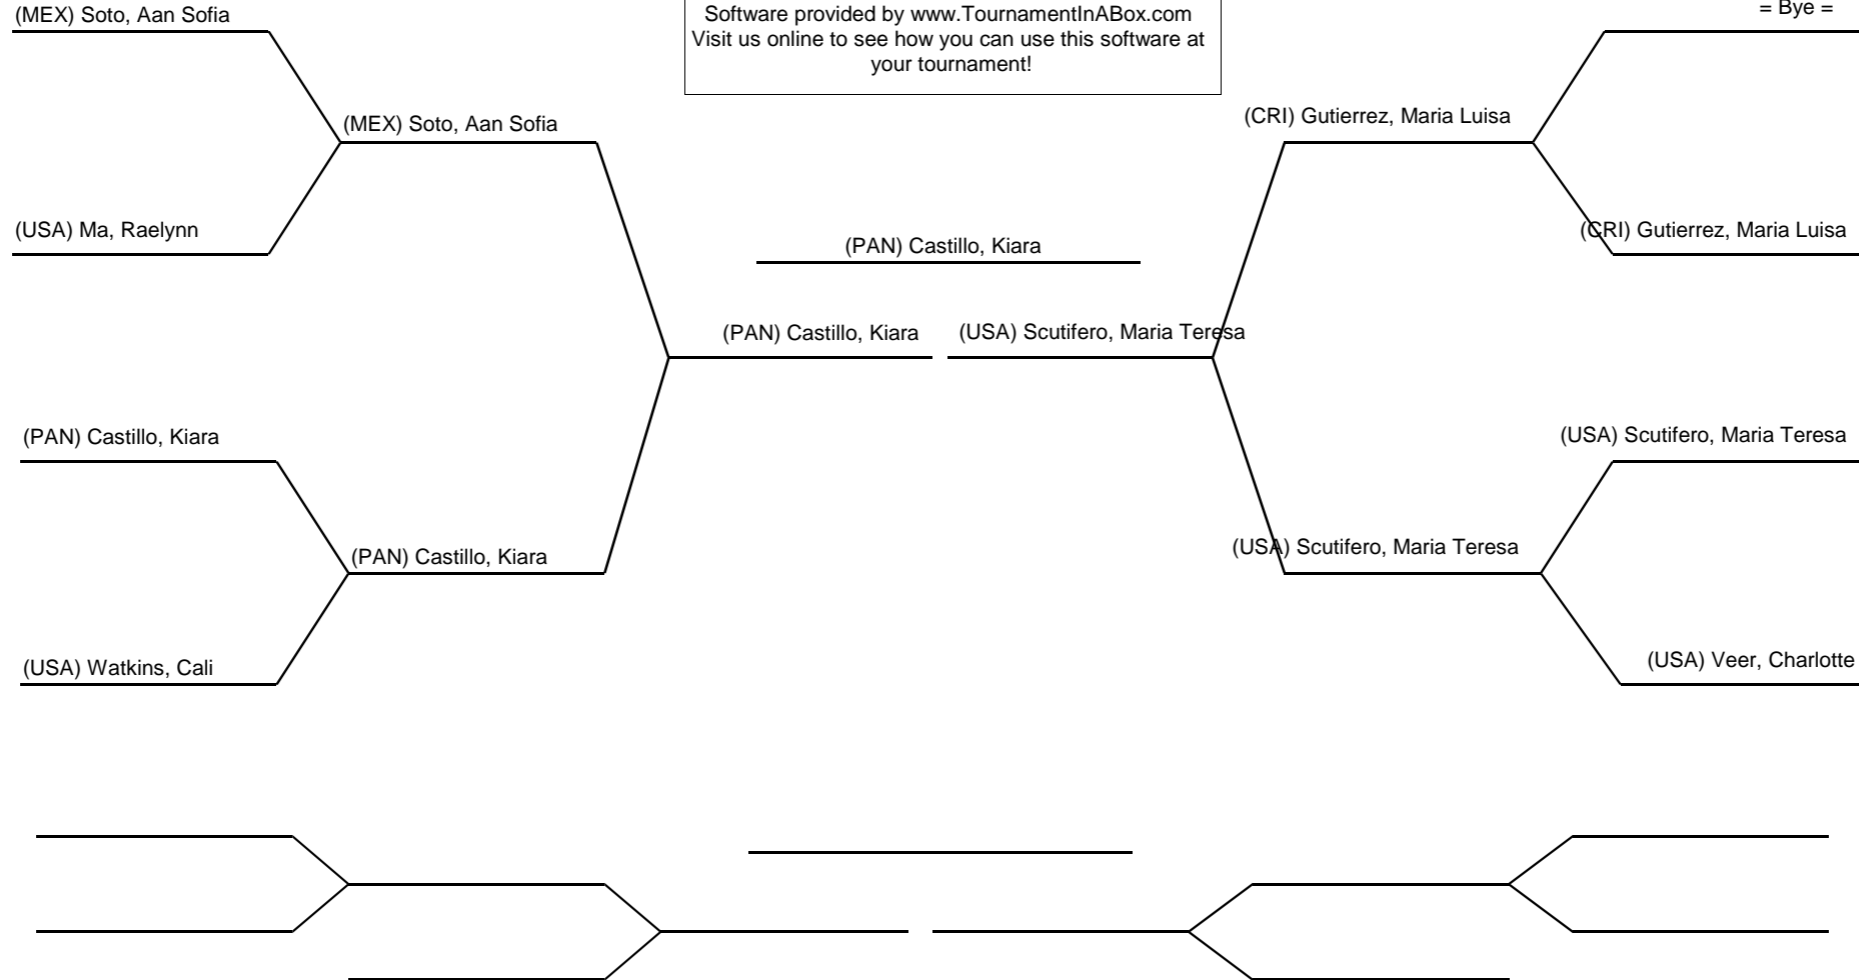 (MEX) Soto, Aan Sofia
Software provided by www.TournamentInABox.com
Visit us online to see how you can use this software at
your tournament!
= Bye =
(MEX) Soto, Aan Sofia
(CRI) Gutierrez, Maria Luisa
(USA) Ma, Raelynn
(CRI) Gutierrez, Maria Luisa
(PAN) Castillo, Kiara
(PAN) Castillo, Kiara
(USA) Scutifero, Maria Teresa
(PAN) Castillo, Kiara
(USA) Scutifero, Maria Teresa
(PAN) Castillo, Kiara
(USA) Scutifero, Maria Teresa
(USA) Watkins, Cali
(USA) Veer, Charlotte